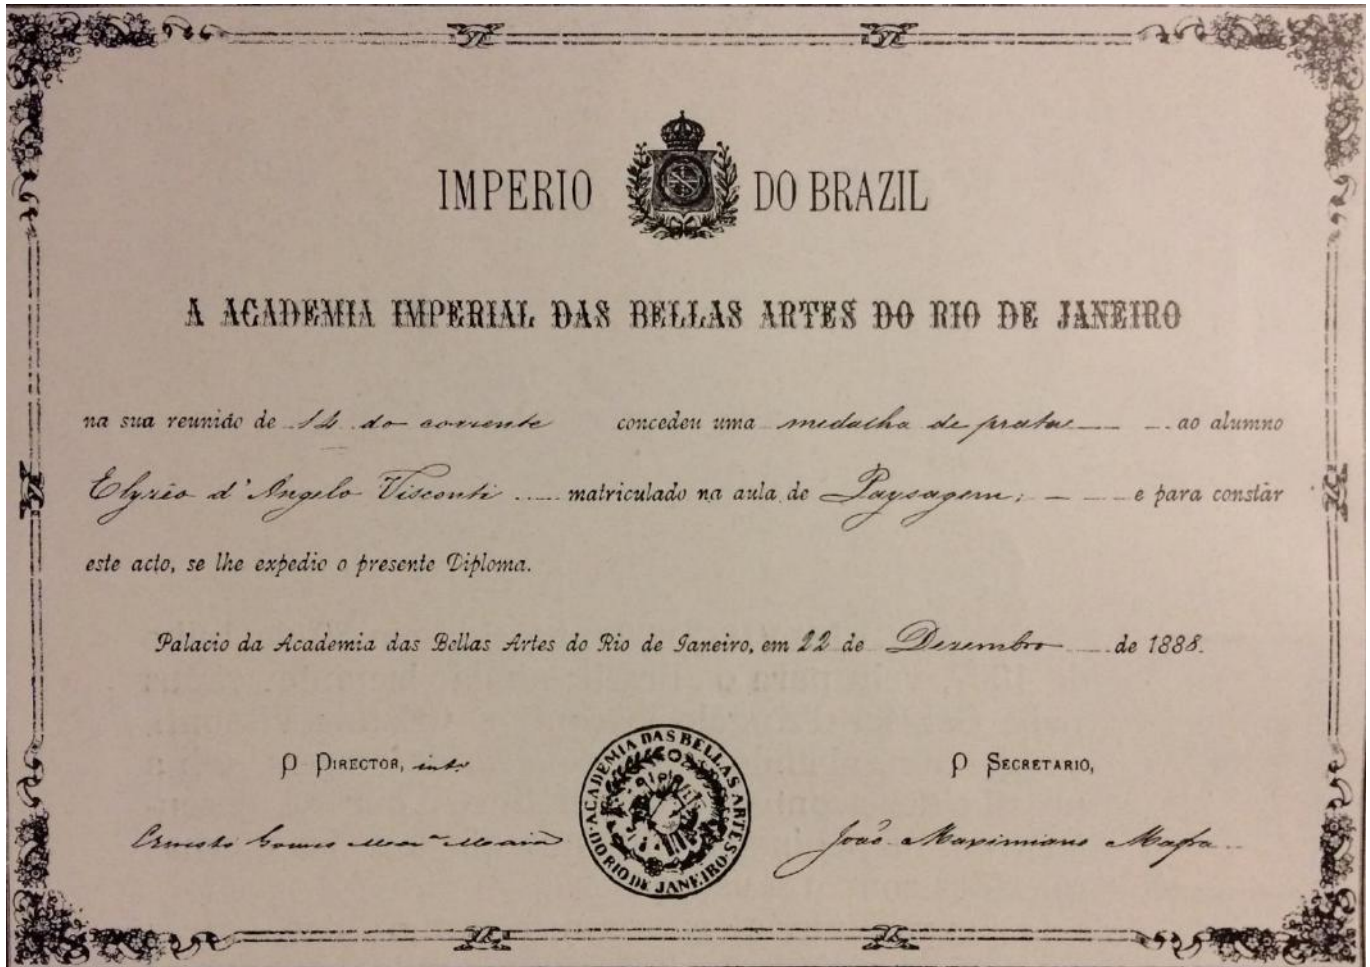 IMPERIO DO BRAZIL
A ACADEMIA IMPERIAL DAS BELLAS ARTES DO RIO DE JANEIRO
na sua reunião de 14 do corrente concedeu uma medalha de prata ao alumno
Elyzêo d'Angelo Visconti matriculado na aula de Paysagem; e para constar
este acto, se lhe expedio o presente Diploma.
Palacio da Academia das Bellas Artes do Rio de Janeiro, em 22 de Dezembro de 1888.
O DIRECTOR, int.º
O SECRETARIO,
ACADEMIA DAS BELLAS ARTES DO RIO DE JANEIRO
Ernesto Gomes Mor.ª Maia
João Maximiano Mafra